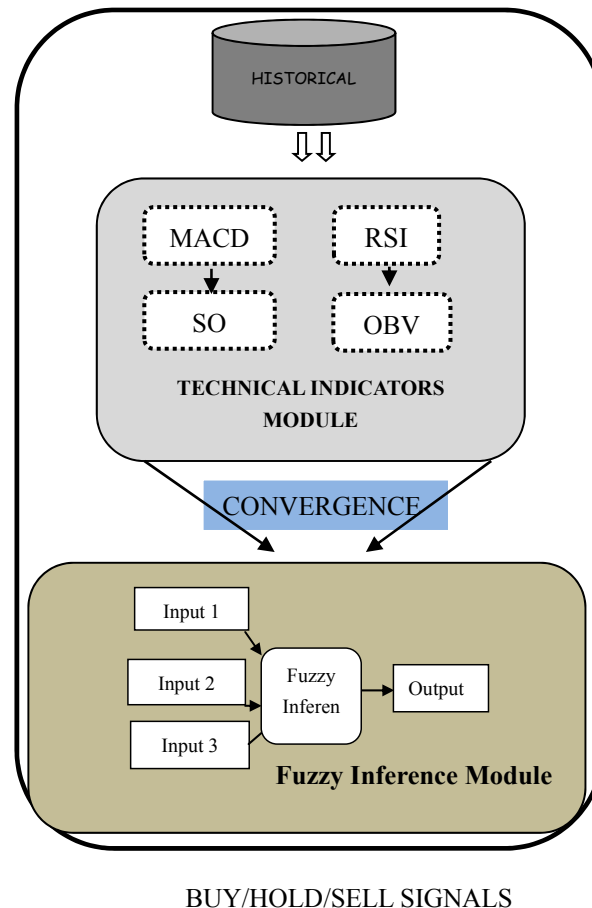 HISTORICAL
MACD
RSI
SO
OBV
TECHNICAL INDICATORS
MODULE
CONVERGENCE
Input 1
Input 2
Input 3
Fuzzy
Inferen
Output
Fuzzy Inference Module
BUY/HOLD/SELL SIGNALS